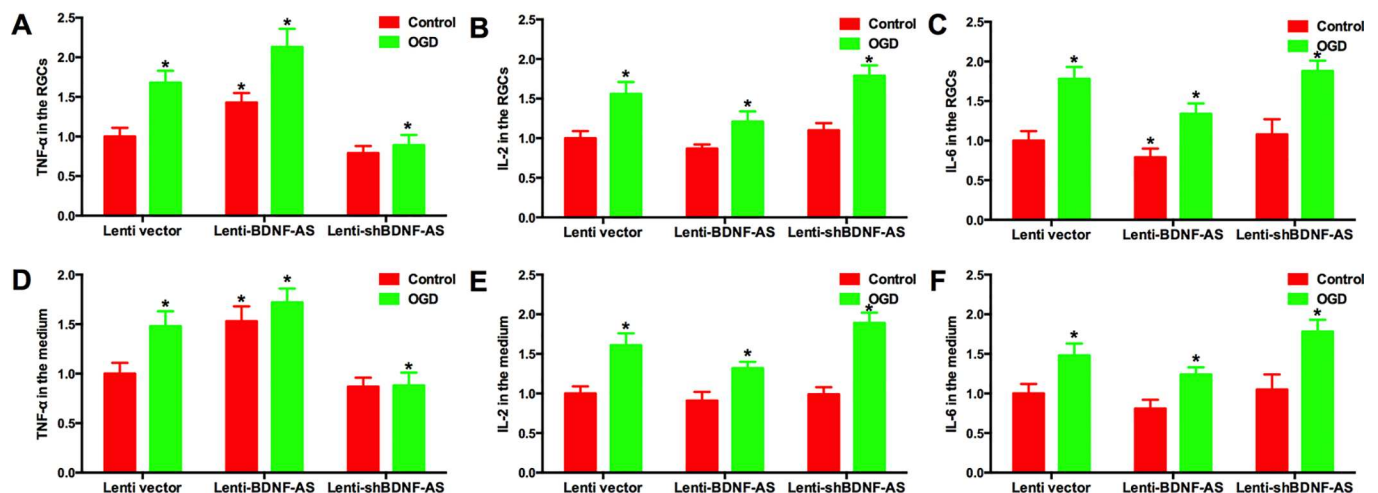 A
TNF-α in the RGCs
2.5
2.0
1.5
1.0
0.5
0.0
* * * *
Lenti vector Lenti-BDNF-AS Lenti-shBDNF-AS
Control
OGD
B
IL-2 in the RGCs
2.5
2.0
1.5
1.0
0.5
0.0
* * *
Lenti vector Lenti-BDNF-AS Lenti-shBDNF-AS
Control
OGD
C
IL-6 in the RGCs
2.5
2.0
1.5
1.0
0.5
0.0
* * * *
Lenti vector Lenti-BDNF-AS Lenti-shBDNF-AS
Control
OGD
D
TNF-α in the medium
2.0
1.5
1.0
0.5
0.0
* * * *
Lenti vector Lenti-BDNF-AS Lenti-shBDNF-AS
Control
OGD
E
IL-2 in the medium
2.5
2.0
1.5
1.0
0.5
0.0
* * *
Lenti vector Lenti-BDNF-AS Lenti-shBDNF-AS
Control
OGD
F
IL-6 in the medium
2.5
2.0
1.5
1.0
0.5
0.0
* * *
Lenti vector Lenti-BDNF-AS Lenti-shBDNF-AS
Control
OGD